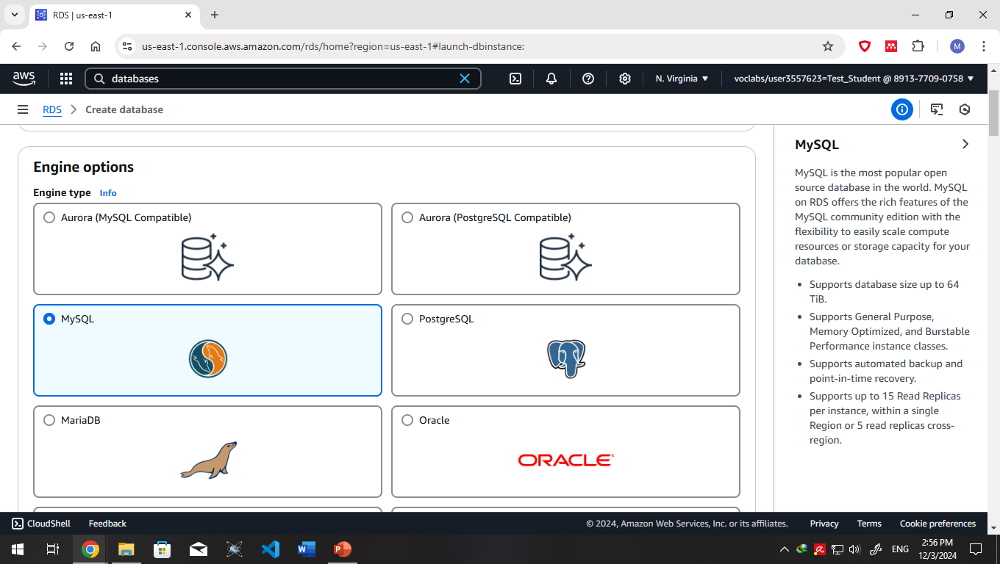 RDS | us-east-1
us-east-1.console.aws.amazon.com/rds/home?region=us-east-1#launch-dbinstance:
M
aws
databases
N. Virginia
voclabs/user3557623=Test_Student @ 8913-7709-0758
RDS
Create database
Engine options
Engine type Info
Aurora (MySQL Compatible)
Aurora (PostgreSQL Compatible)
MySQL
PostgreSQL
MariaDB
Oracle
ORACLE
MySQL
MySQL is the most popular open
source database in the world. MySQL
on RDS offers the rich features of the
MySQL community edition with the
flexibility to easily scale compute
resources or storage capacity for your
database.
• Supports database size up to 64
TiB.
• Supports General Purpose,
Memory Optimized, and Burstable
Performance instance classes.
• Supports automated backup and
point-in-time recovery.
• Supports up to 15 Read Replicas
per instance, within a single
Region or 5 read replicas cross-
region.
CloudShell
Feedback
© 2024, Amazon Web Services, Inc. or its affiliates.
Privacy
Terms
Cookie preferences
ENG
2:56 PM
12/3/2024